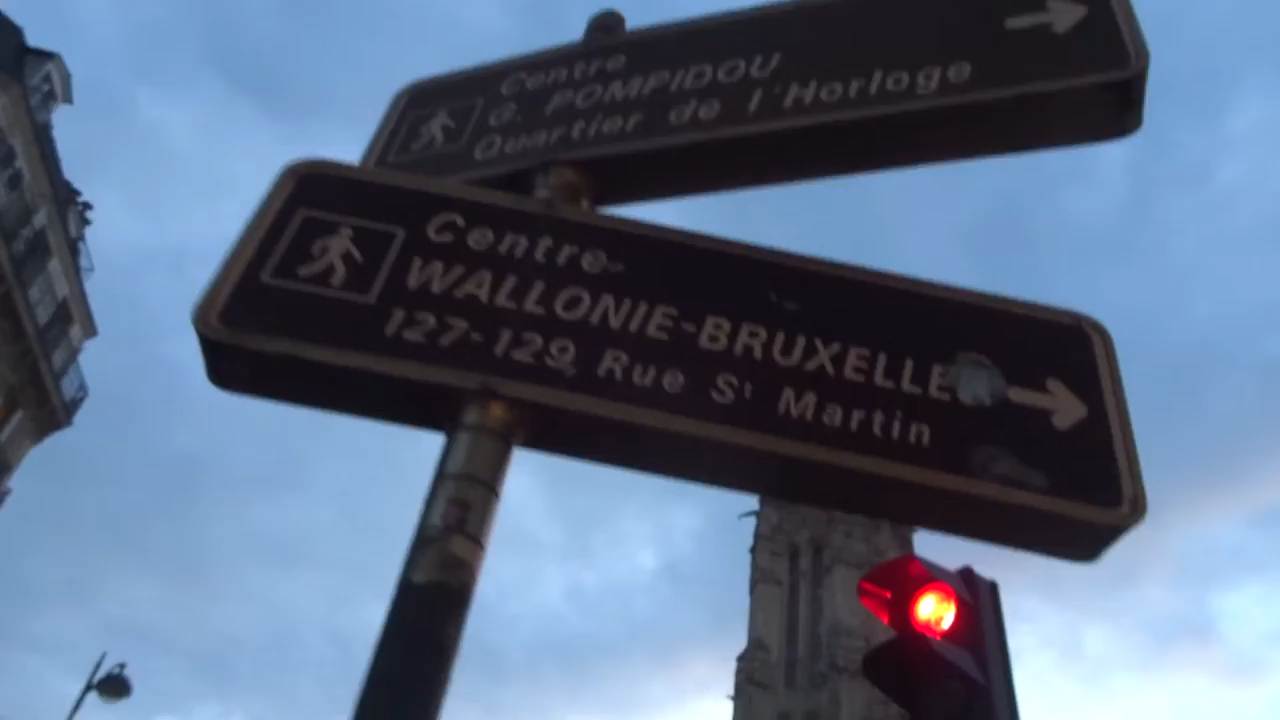 Centre
G. POMPIDOU
Quartier de l'Horloge
Centre-
WALLONIE-BRUXELLE
127-129, Rue St Martin